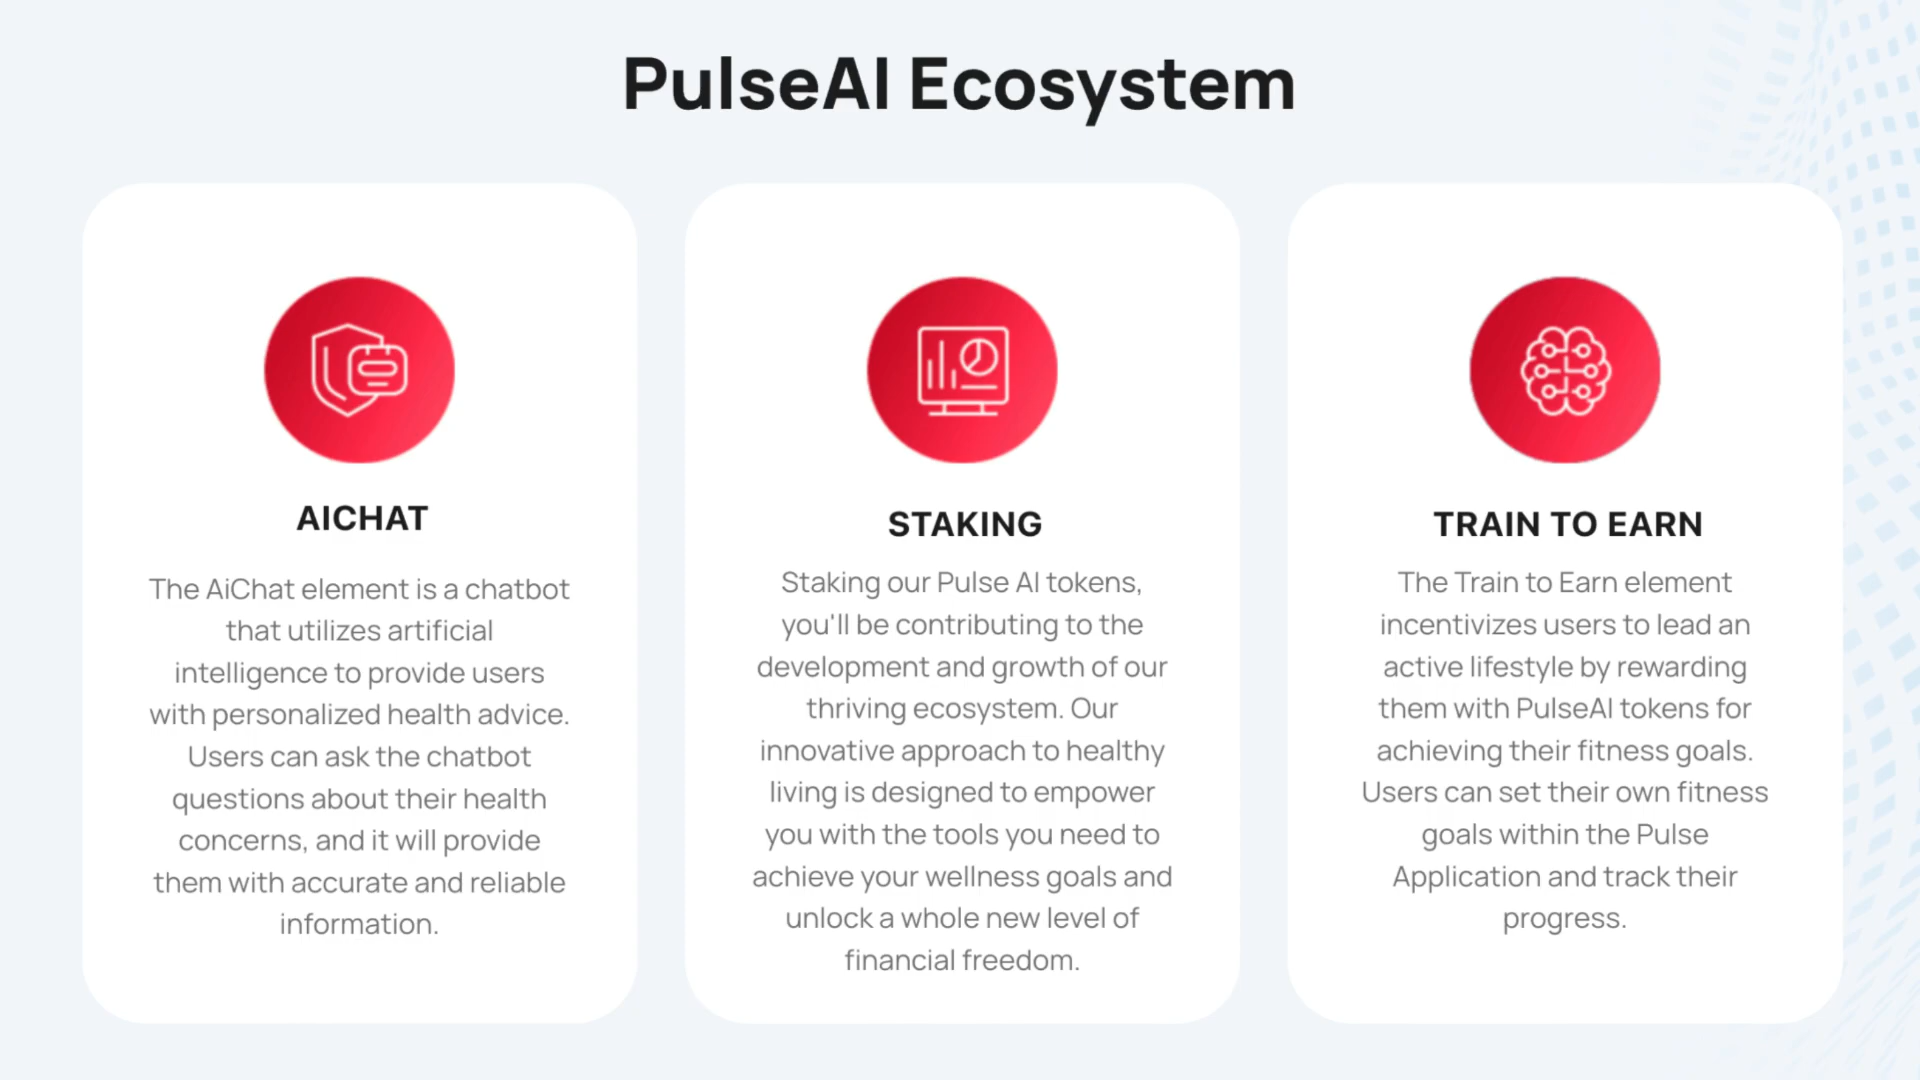 PulseAI Ecosystem
AICHAT
The AiChat element is a chatbot
that utilizes artificial
intelligence to provide users
with personalized health advice.
Users can ask the chatbot
questions about their health
concerns, and it will provide
them with accurate and reliable
information.
STAKING
Staking our Pulse AI tokens,
you'll be contributing to the
development and growth of our
thriving ecosystem. Our
innovative approach to healthy
living is designed to empower
you with the tools you need to
achieve your wellness goals and
unlock a whole new level of
financial freedom.
TRAIN TO EARN
The Train to Earn element
incentivizes users to lead an
active lifestyle by rewarding
them with PulseAI tokens for
achieving their fitness goals.
Users can set their own fitness
goals within the Pulse
Application and track their
progress.